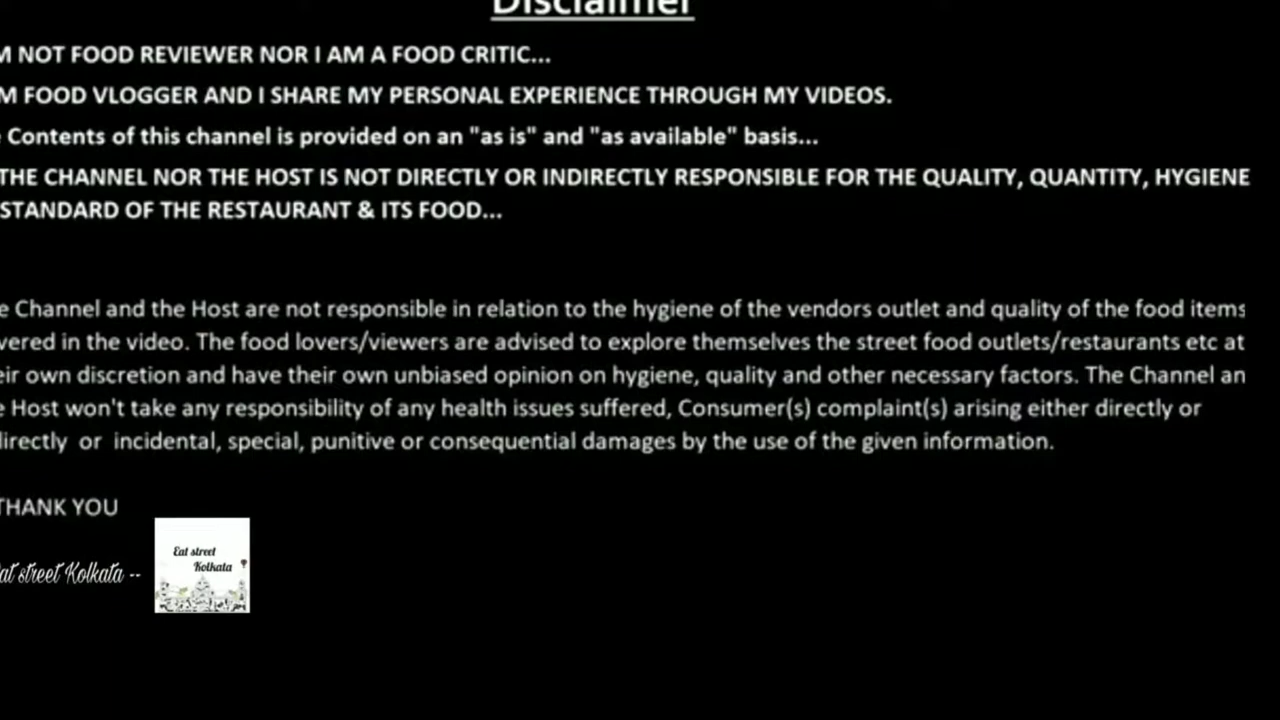 Disclaimer
M NOT FOOD REVIEWER NOR I AM A FOOD CRITIC...
M FOOD VLOGGER AND I SHARE MY PERSONAL EXPERIENCE THROUGH MY VIDEOS.
e Contents of this channel is provided on an "as is" and "as available" basis...
THE CHANNEL NOR THE HOST IS NOT DIRECTLY OR INDIRECTLY RESPONSIBLE FOR THE QUALITY, QUANTITY, HYGIENE
STANDARD OF THE RESTAURANT & ITS FOOD...
e Channel and the Host are not responsible in relation to the hygiene of the vendors outlet and quality of the food items
vered in the video. The food lovers/viewers are advised to explore themselves the street food outlets/restaurants etc at
eir own discretion and have their own unbiased opinion on hygiene, quality and other necessary factors. The Channel an
e Host won't take any responsibility of any health issues suffered, Consumer(s) complaint(s) arising either directly or
directly or incidental, special, punitive or consequential damages by the use of the given information.
THANK YOU
at street Kolkata --
Eat street
Kolkata